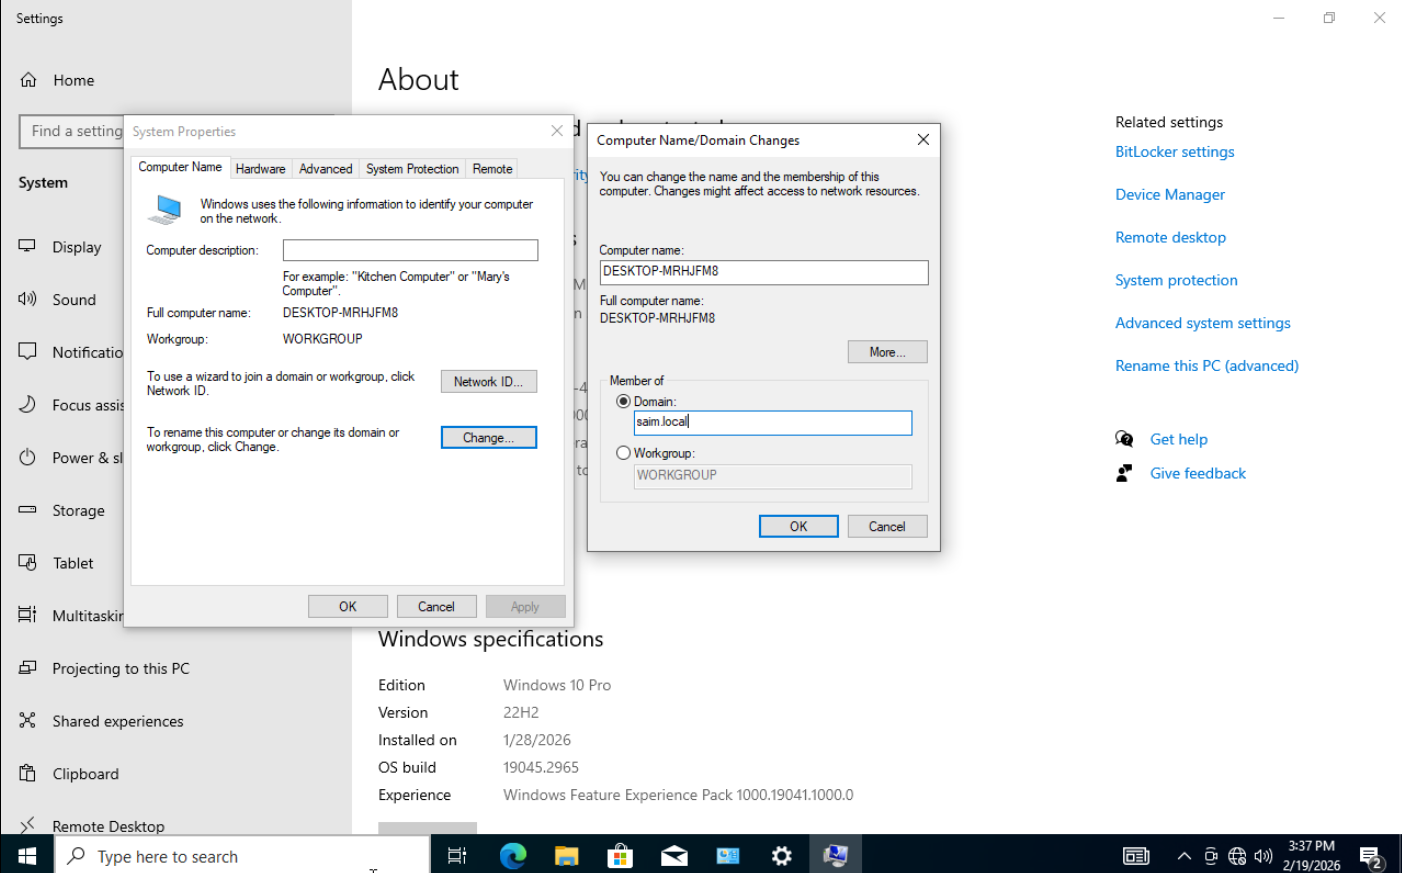 Settings
Home
Find a setting
System
Display
Sound
Notificatio
Focus assis
Power & sl
Storage
Tablet
Multitaskin
Projecting to this PC
Shared experiences
Clipboard
Remote Desktop
About
System Properties
Computer Name
Hardware
Advanced
System Protection
Remote
Windows uses the following information to identify your computer
on the network.
Computer description:
For example: "Kitchen Computer" or "Mary's
Computer".
Full computer name:
DESKTOP-MRHJFM8
Workgroup:
WORKGROUP
To use a wizard to join a domain or workgroup, click
Network ID.
Network ID...
To rename this computer or change its domain or
workgroup, click Change.
Change...
OK
Cancel
Apply
Computer Name/Domain Changes
You can change the name and the membership of this
computer. Changes might affect access to network resources.
Computer name:
DESKTOP-MRHJFM8
Full computer name:
DESKTOP-MRHJFM8
More...
Member of
Domain:
saim.local
Workgroup:
WORKGROUP
OK
Cancel
Windows specifications
Edition
Windows 10 Pro
Version
22H2
Installed on
1/28/2026
OS build
19045.2965
Experience
Windows Feature Experience Pack 1000.19041.1000.0
Related settings
BitLocker settings
Device Manager
Remote desktop
System protection
Advanced system settings
Rename this PC (advanced)
Get help
Give feedback
Type here to search
3:37 PM
2/19/2026
2